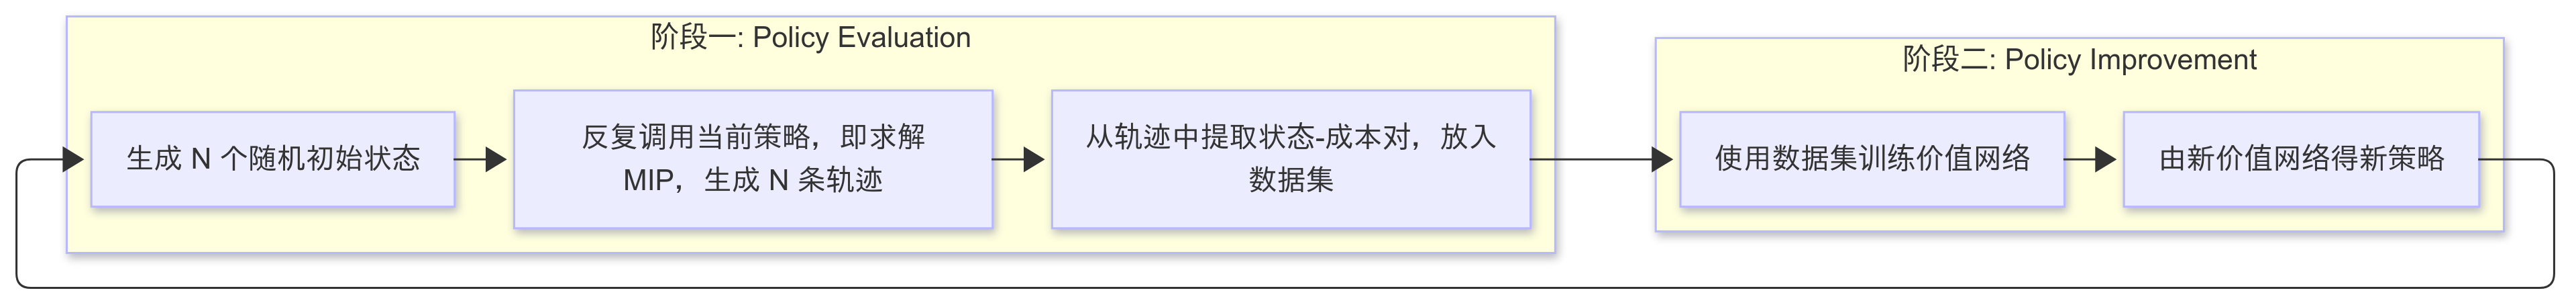 阶段一: Policy Evaluation
生成 N 个随机初始状态
反复调用当前策略，即求解
MIP，生成 N 条轨迹
从轨迹中提取状态-成本对，放入
数据集
阶段二: Policy Improvement
使用数据集训练价值网络
由新价值网络得新策略